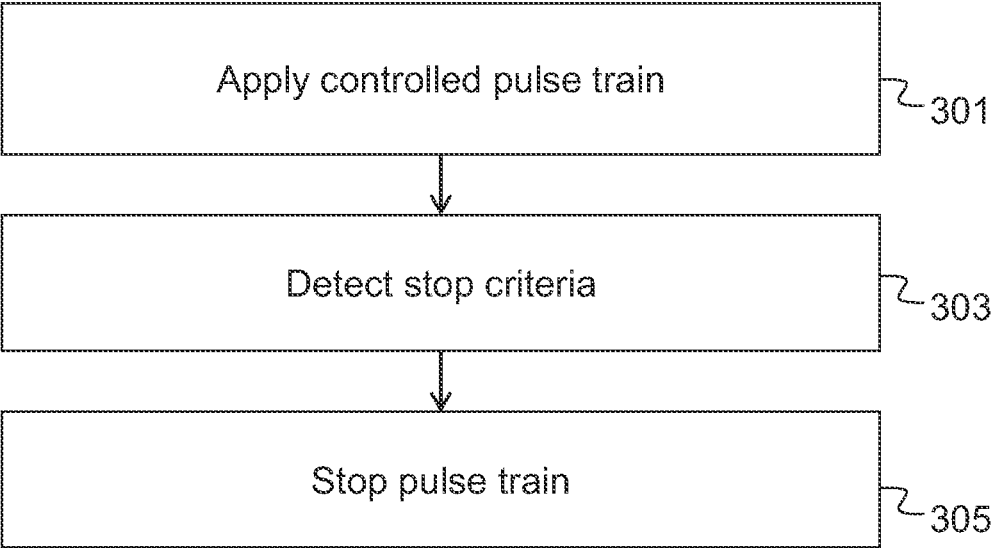 Apply controlled pulse train
301
Detect stop criteria
303
Stop pulse train
305